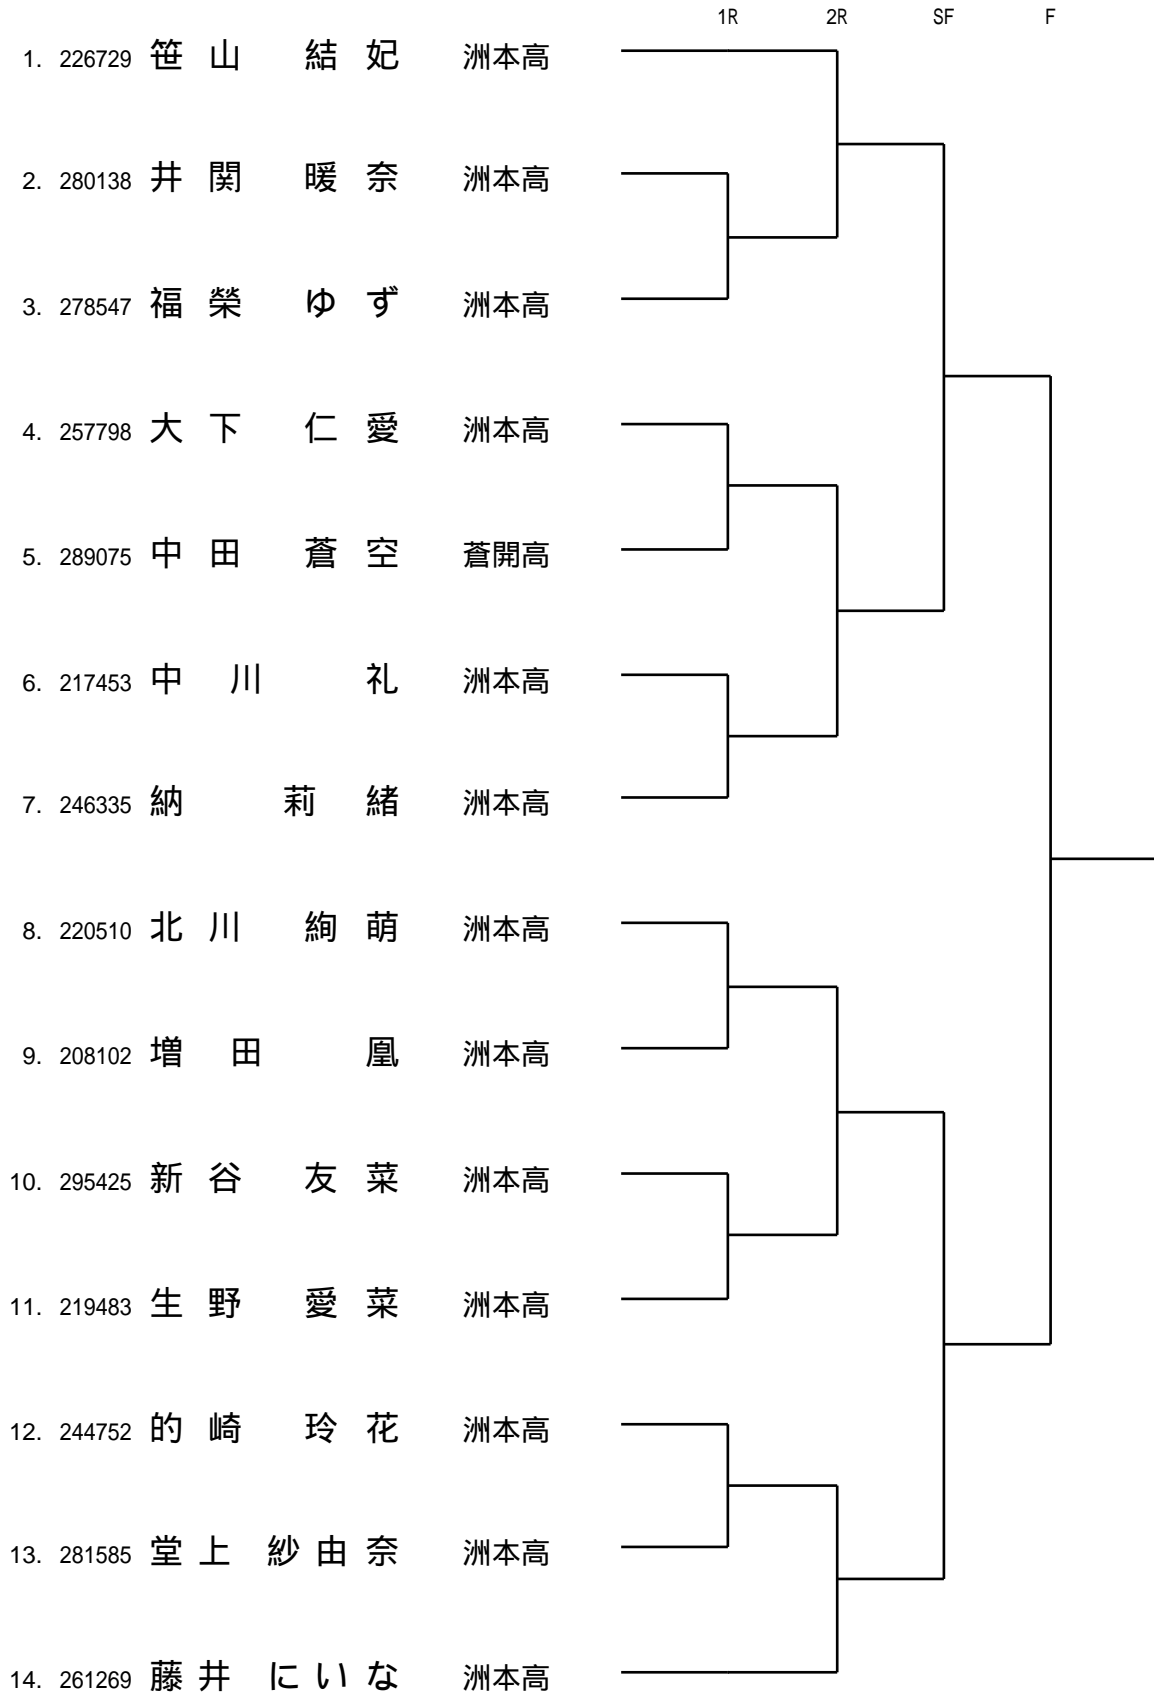 1R 2R SF F
1. 226729 笹山 結妃 洲本高
2. 280138 井関 暖奈 洲本高
3. 278547 福榮 ゆず 洲本高
4. 257798 大下 仁愛 洲本高
5. 289075 中田 蒼空 蒼開高
6. 217453 中川 礼 洲本高
7. 246335 納 莉緒 洲本高
8. 220510 北川 絢萌 洲本高
9. 208102 増田 凰 洲本高
10. 295425 新谷 友菜 洲本高
11. 219483 生野 愛菜 洲本高
12. 244752 的崎 玲花 洲本高
13. 281585 堂上 紗由奈 洲本高
14. 261269 藤井 にいな 洲本高